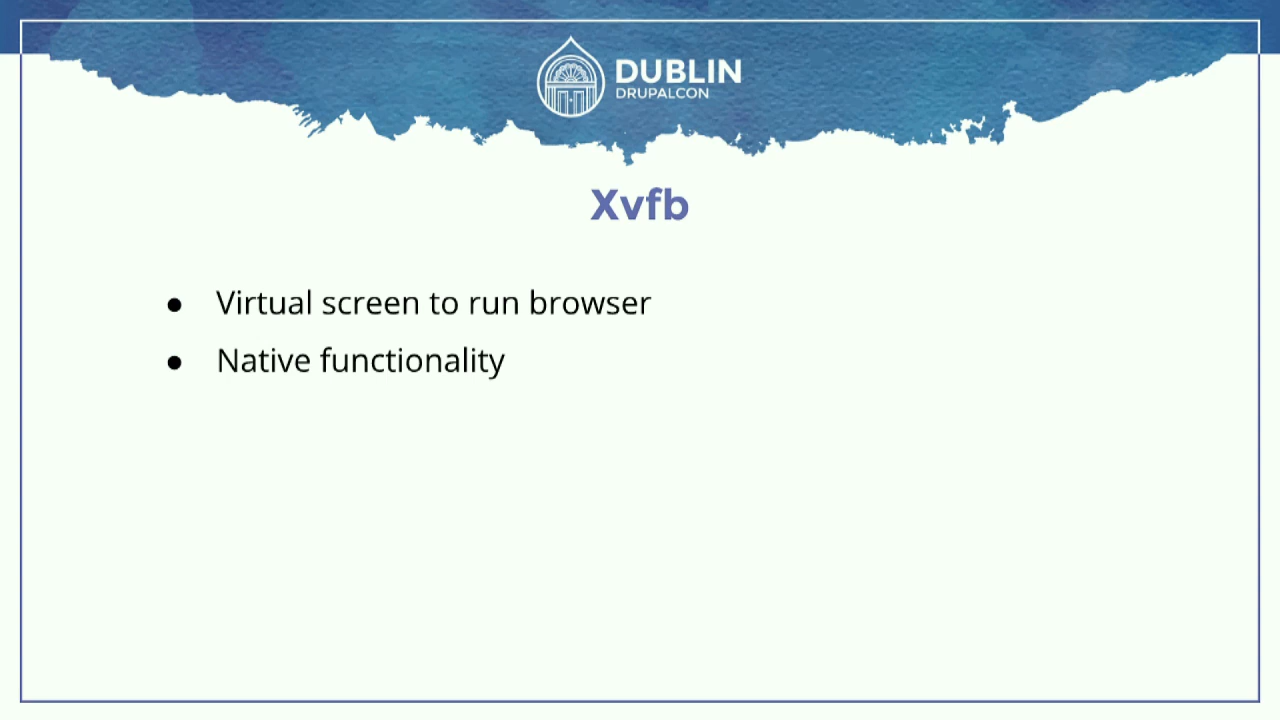 DUBLIN
DRUPALCON
Xvfb
● Virtual screen to run browser
● Native functionality